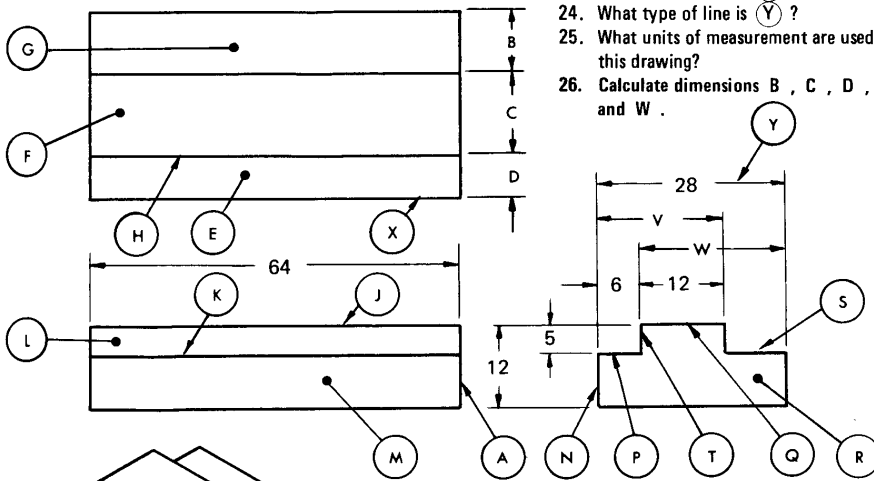 24. What type of line is Y ?
25. What units of measurement are used
this drawing?
26. Calculate dimensions B , C , D ,
and W .
G
B
F
C
D
H
E
X
Y
28
V
W
64
6
12
K
J
S
L
5
12
M
A
N
P
T
Q
R